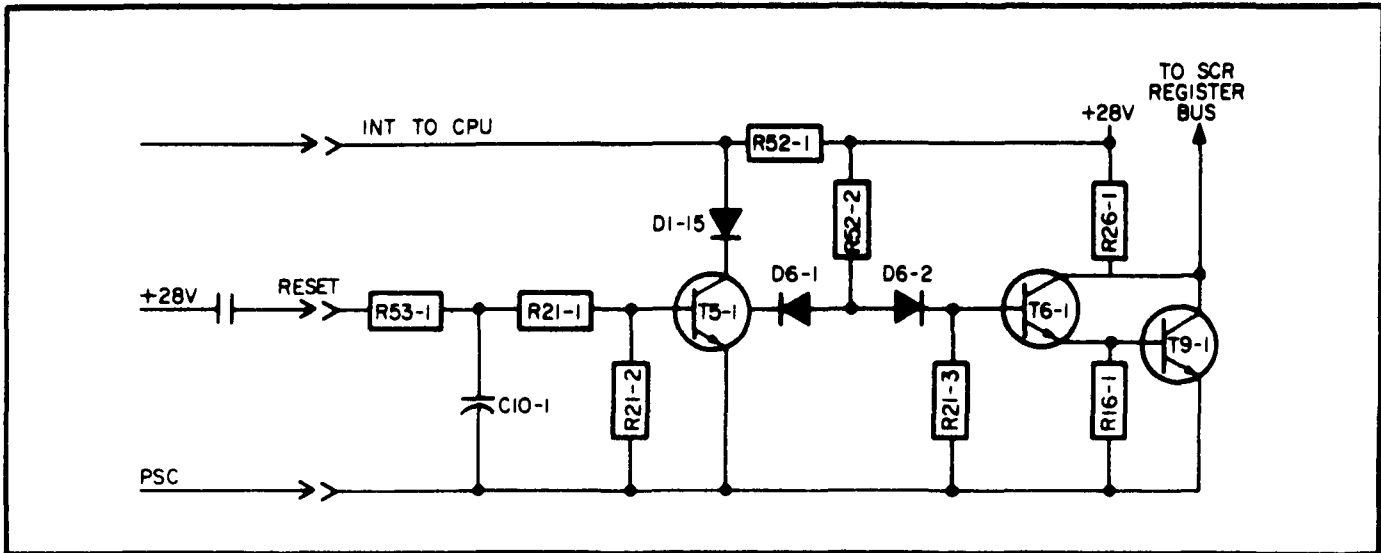 TO SCR
REGISTER
BUS
+28V
INT TO CPU
R52-1
R52-2
R26-1
D1-15
D6-1
D6-2
+28V
RESET
R53-1
R21-1
T5-1
T6-1
T9-1
C10-1
R21-2
R21-3
R16-1
PSC